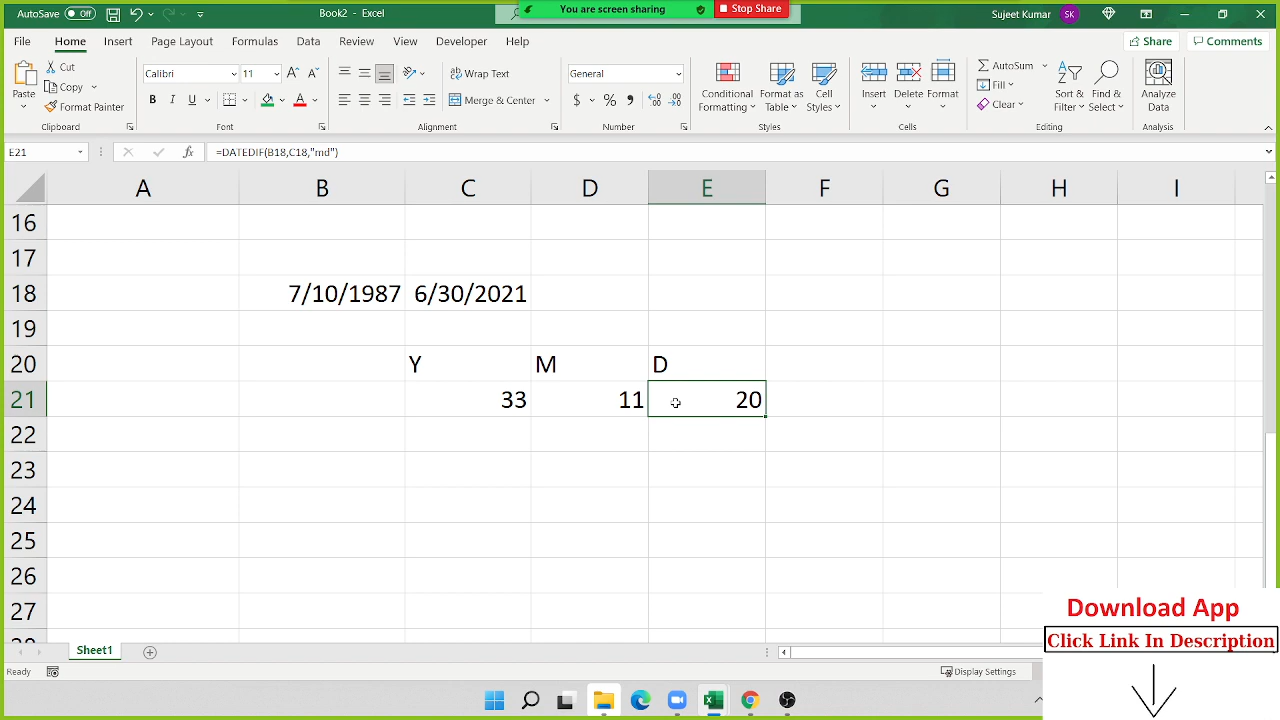 AutoSave Off Book2 - Excel You are screen sharing Stop Share Sujeet Kumar SK
File Home Insert Page Layout Formulas Data Review View Developer Help Share Comments
Paste Cut Copy Format Painter Clipboard
Calibri 11 B I U A Font
Wrap Text Merge & Center Alignment
General $ % Number
Conditional Formatting Format as Table Cell Styles Styles
Insert Delete Format Cells
AutoSum Fill Clear Sort & Filter Find & Select Editing
Analyze Data Analysis
E21 fx =DATEDIF(B18,C18,"md")
A B C D E F G H I
16
17
18 7/10/1987 6/30/2021
19
20 Y M D
21 33 11 20
22
23
24
25
26
27
Download App
Click Link In Description
Sheet1
Ready Display Settings